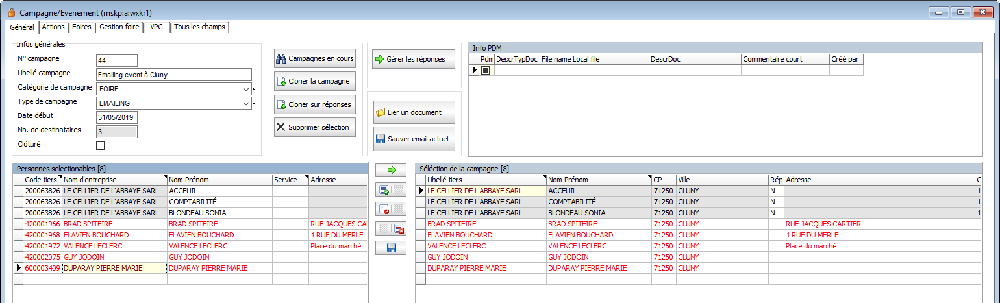 Campagne/Evenement (mskp:a:wxkr1)
Général Actions Foires Gestion foire VPC Tous les champs
Infos générales
N° campagne 44
Libellé campagne Emailing event à Cluny
Catégorie de campagne FOIRE
Type de campagne EMAILING
Date début 31/05/2019
Nb. de destinataires 3
Clôturé
Campagnes en cours
Cloner la campagne
Cloner sur réponses
Supprimer sélection
Gérer les réponses
Lier un document
Sauver email actuel
Info PDM
Pdm DescrTypDoc File name Local file DescrDoc Commentaire court Créé par
Personnes selectionables [8]
Code tiers Nom d'entreprise Nom-Prénom Service Adresse
200063826 LE CELLIER DE L'ABBAYE SARL ACCEUIL
200063826 LE CELLIER DE L'ABBAYE SARL COMPTABILITÉ
200063826 LE CELLIER DE L'ABBAYE SARL BLONDEAU SONIA
420001966 BRAD SPITFIRE BRAD SPITFIRE RUE JACQUES CA
420001968 FLAVIEN BOUCHARD FLAVIEN BOUCHARD 1 RUE DU MERLE
420001972 VALENCE LECLERC VALENCE LECLERC Place du marché
420002075 GUY JODOIN GUY JODOIN
600003409 DUPARAY PIERRE MARIE DUPARAY PIERRE MARIE
Séléction de la campagne [8]
Libellé tiers Nom-Prénom CP Ville Rép Adresse C
LE CELLIER DE L'ABBAYE SARL ACCEUIL 71250 CLUNY N 1
LE CELLIER DE L'ABBAYE SARL COMPTABILITÉ 71250 CLUNY N 1
LE CELLIER DE L'ABBAYE SARL BLONDEAU SONIA 71250 CLUNY N 1
BRAD SPITFIRE BRAD SPITFIRE 71250 CLUNY RUE JACQUES CARTIER
FLAVIEN BOUCHARD FLAVIEN BOUCHARD 71250 CLUNY 1 RUE DU MERLE
VALENCE LECLERC VALENCE LECLERC 71250 CLUNY Place du marché
GUY JODOIN GUY JODOIN 71250 CLUNY
DUPARAY PIERRE MARIE DUPARAY PIERRE MARIE 71250 CLUNY